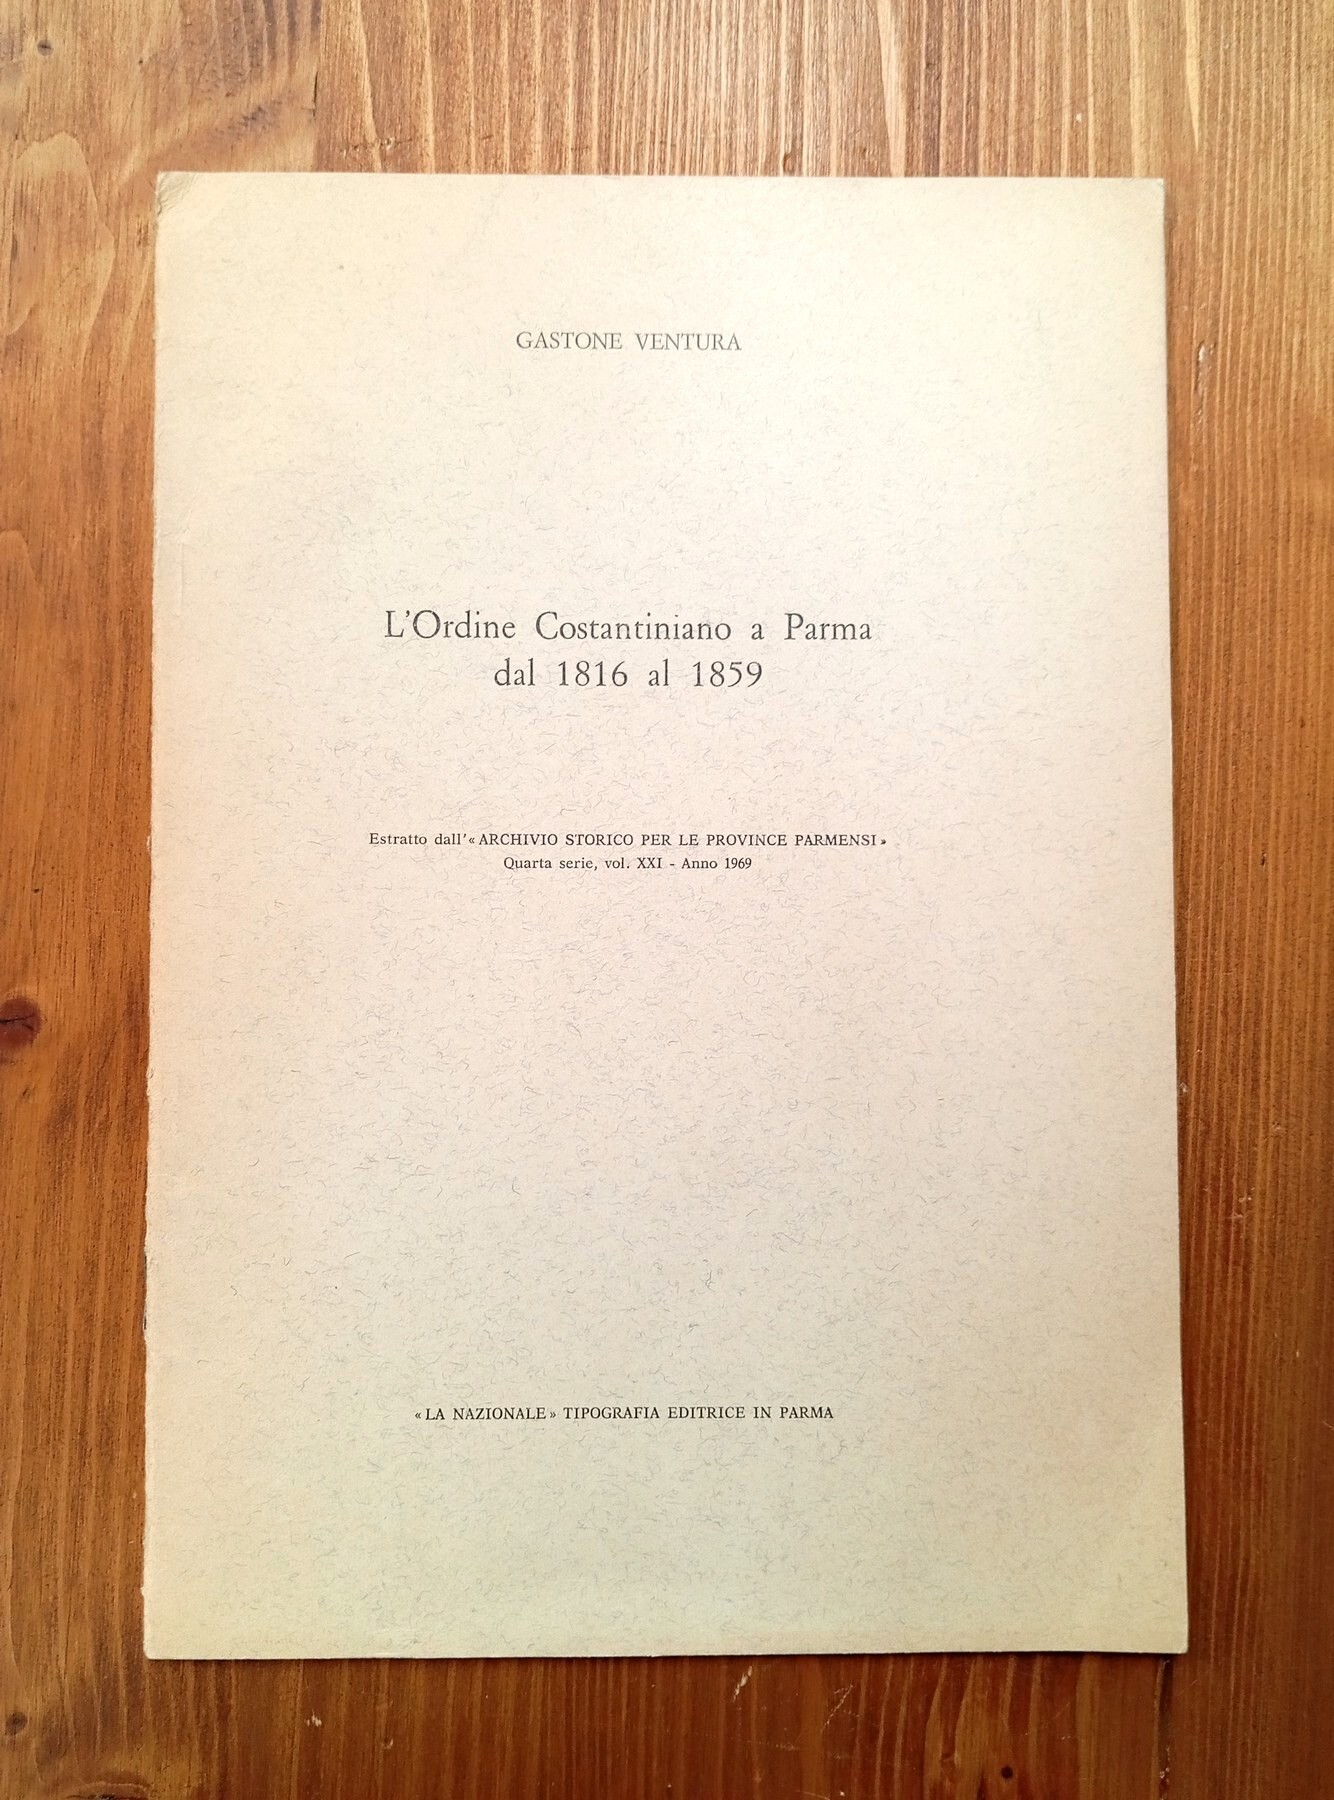 GASTONE VENTURA
L'Ordine Costantiniano a Parma
dal 1816 al 1859
Estratto dall'« ARCHIVIO STORICO PER LE PROVINCE PARMENSI »
Quarta serie, vol. XXI - Anno 1969
« LA NAZIONALE » TIPOGRAFIA EDITRICE IN PARMA